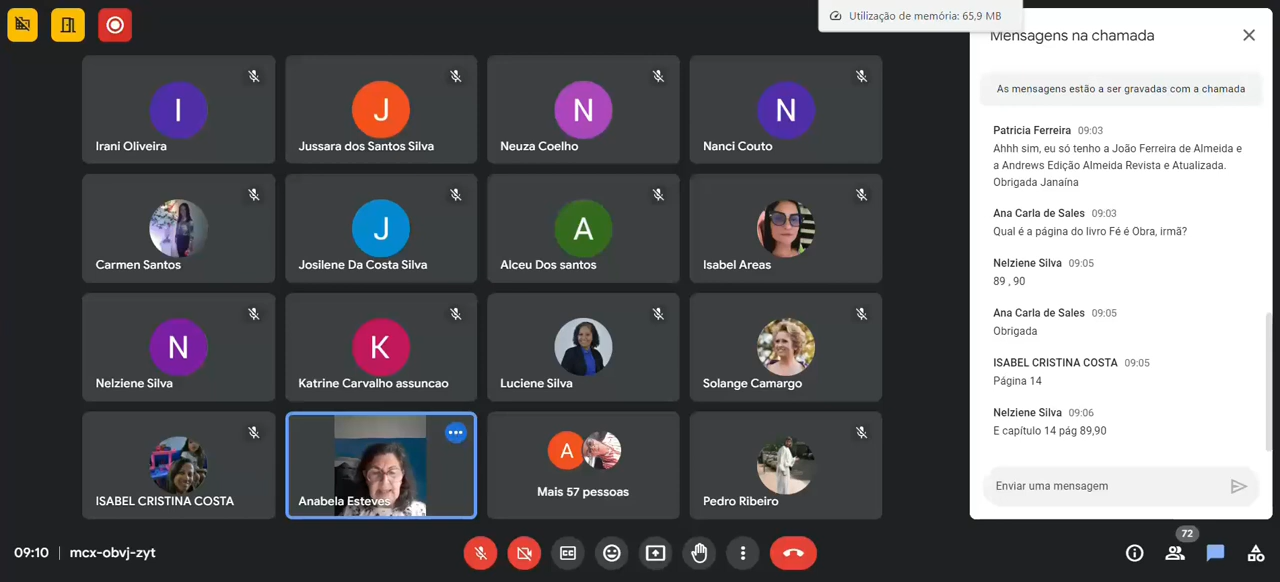 Utilização de memória: 65,9 MB
Mensagens na chamada
As mensagens estão a ser gravadas com a chamada
I
Irani Oliveira
J
Jussara dos Santos Silva
N
Neuza Coelho
N
Nanci Couto
Carmen Santos
J
Josilene Da Costa Silva
A
Alceu Dos santos
Isabel Areas
N
Nelziene Silva
K
Katrine Carvalho assuncao
Luciene Silva
Solange Camargo
ISABEL CRISTINA COSTA
Anabela Esteves
A
Mais 57 pessoas
Pedro Ribeiro
Patricia Ferreira 09:03
Ahhh sim, eu só tenho a João Ferreira de Almeida e
a Andrews Edição Almeida Revista e Atualizada.
Obrigada Janaína
Ana Carla de Sales 09:03
Qual é a página do livro Fé é Obra, irmã?
Nelziene Silva 09:05
89 , 90
Ana Carla de Sales 09:05
Obrigada
ISABEL CRISTINA COSTA 09:05
Página 14
Nelziene Silva 09:06
E capítulo 14 pág 89,90
Enviar uma mensagem
09:10 | mcx-obvj-zyt
72